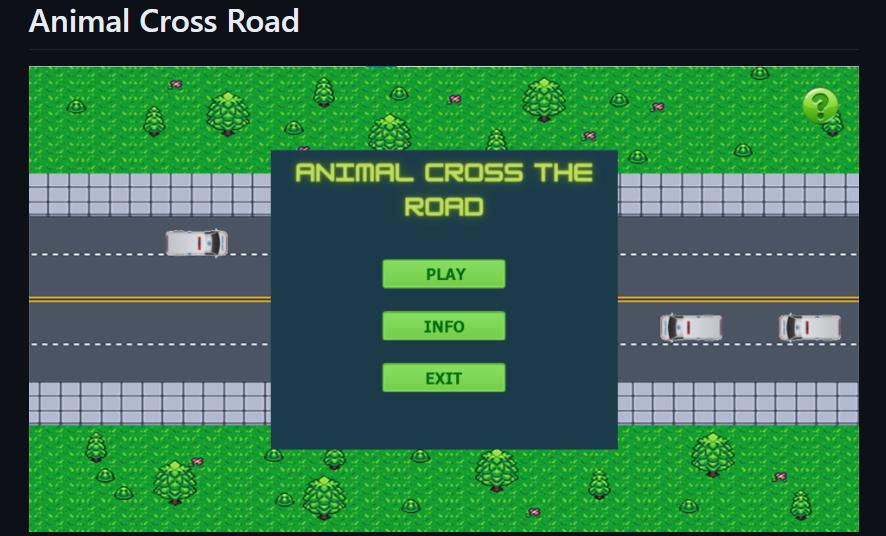 Animal Cross Road
?
ANIMAL CROSS THE
ROAD
PLAY
INFO
EXIT